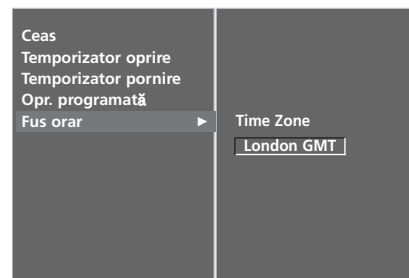 Ceas
Temporizator oprire
Temporizator pornire
Opr. programată
Fus orar
Time Zone
London GMT